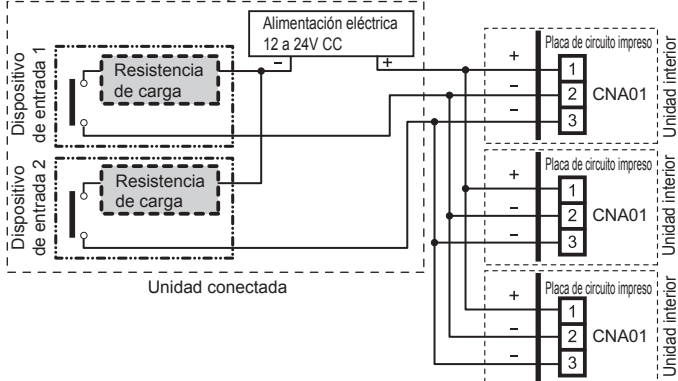 Alimentación eléctrica
12 a 24V CC
–
+
Dispositivo
de entrada 1
Resistencia
de carga
Dispositivo
de entrada 2
Resistencia
de carga
Unidad conectada
Placa de circuito impreso
+
1
–
2
CNA01
–
3
Unidad interior
Placa de circuito impreso
+
1
–
2
CNA01
–
3
Unidad interior
Placa de circuito impreso
+
1
–
2
CNA01
–
3
Unidad interior